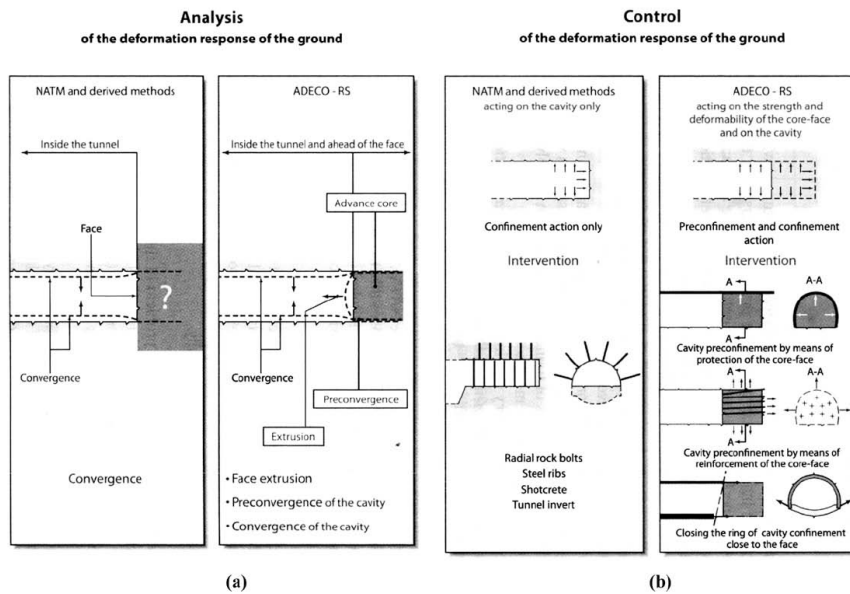 Analysis
of the deformation response of the ground
NATM and derived methods
Inside the tunnel
Face
?
Convergence
Convergence
ADECO - RS
Inside the tunnel and ahead of the face
Advance core
Convergence
Preconvergence
Extrusion
• Face extrusion
• Preconvergence of the cavity
• Convergence of the cavity
(a)
Control
of the deformation response of the ground
NATM and derived methods
acting on the cavity only
Confinement action only
Intervention
Radial rock bolts
Steel ribs
Shotcrete
Tunnel invert
ADECO - RS
acting on the strength and
deformability of the core-face
and on the cavity
Preconfinement and confinement
action
Intervention
A
A-A
A
Cavity preconfinement by means of
protection of the core-face
A
A-A
A
Cavity preconfinement by means of
reinforcement of the core-face
Closing the ring of cavity confinement
close to the face
(b)